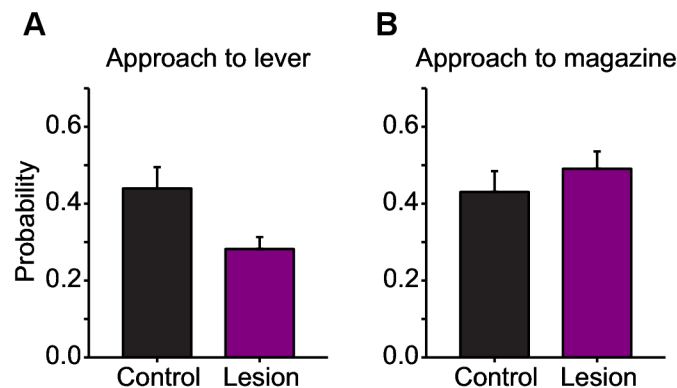 A
B
Approach to lever
Approach to magazine
Probability
0.6
0.4
0.2
0.0
Control Lesion
0.6
0.4
0.2
0.0
Control Lesion